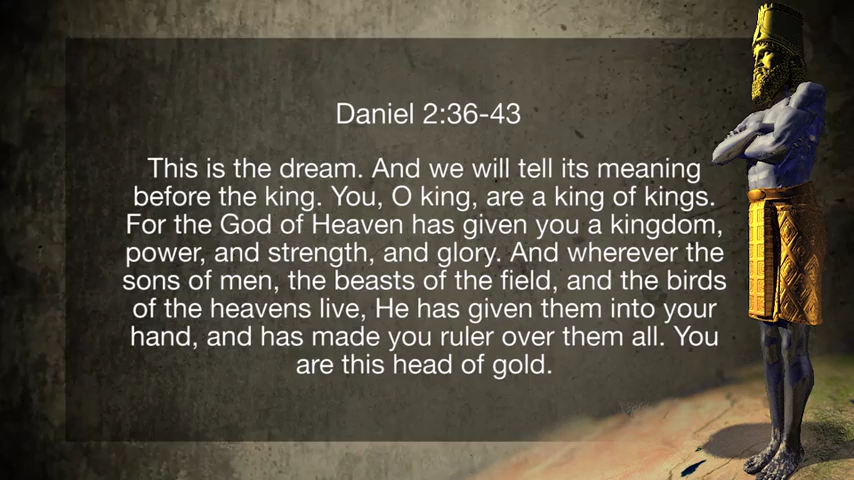 Daniel 2:36-43
This is the dream. And we will tell its meaning
before the king. You, O king, are a king of kings.
For the God of Heaven has given you a kingdom,
power, and strength, and glory. And wherever the
sons of men, the beasts of the field, and the birds
of the heavens live, He has given them into your
hand, and has made you ruler over them all. You
are this head of gold.